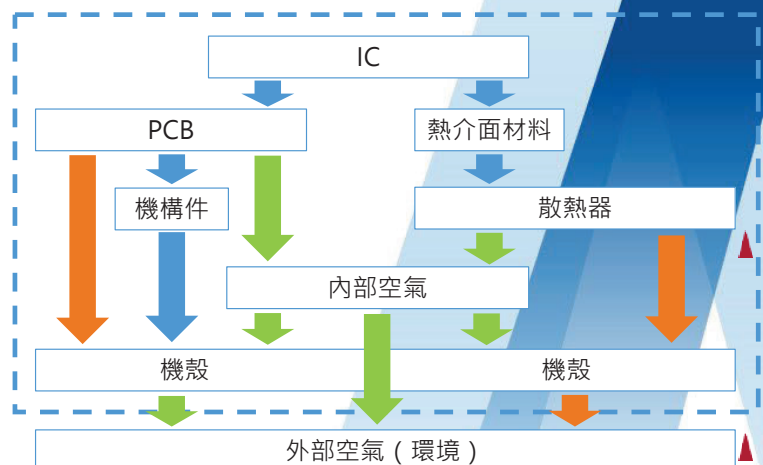 IC
PCB
熱介面材料
機構件
散熱器
內部空氣
機殼
機殼
外部空氣 ( 環境 )